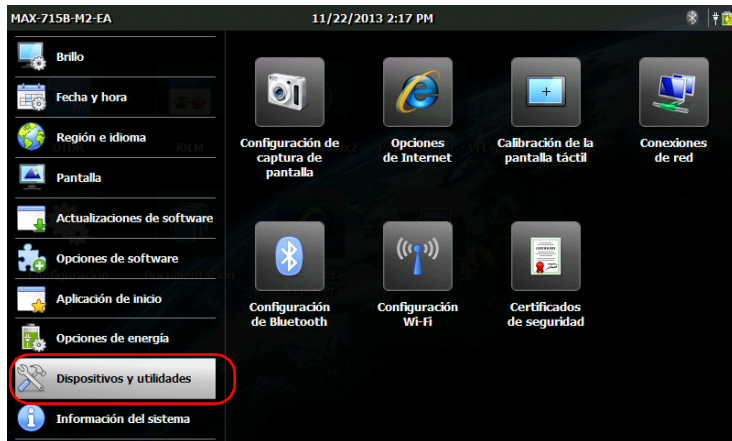 MAX-715B-M2-EA
11/22/2013 2:17 PM
Brillo
Fecha y hora
Región e idioma
Pantalla
Actualizaciones de software
Opciones de software
Aplicación de inicio
Opciones de energía
Dispositivos y utilidades
Información del sistema
Configuración de
captura de
pantalla
Opciones
de Internet
Calibración de la
pantalla táctil
Conexiones
de red
Configuración
de Bluetooth
Configuración
Wi-Fi
Certificados
de seguridad